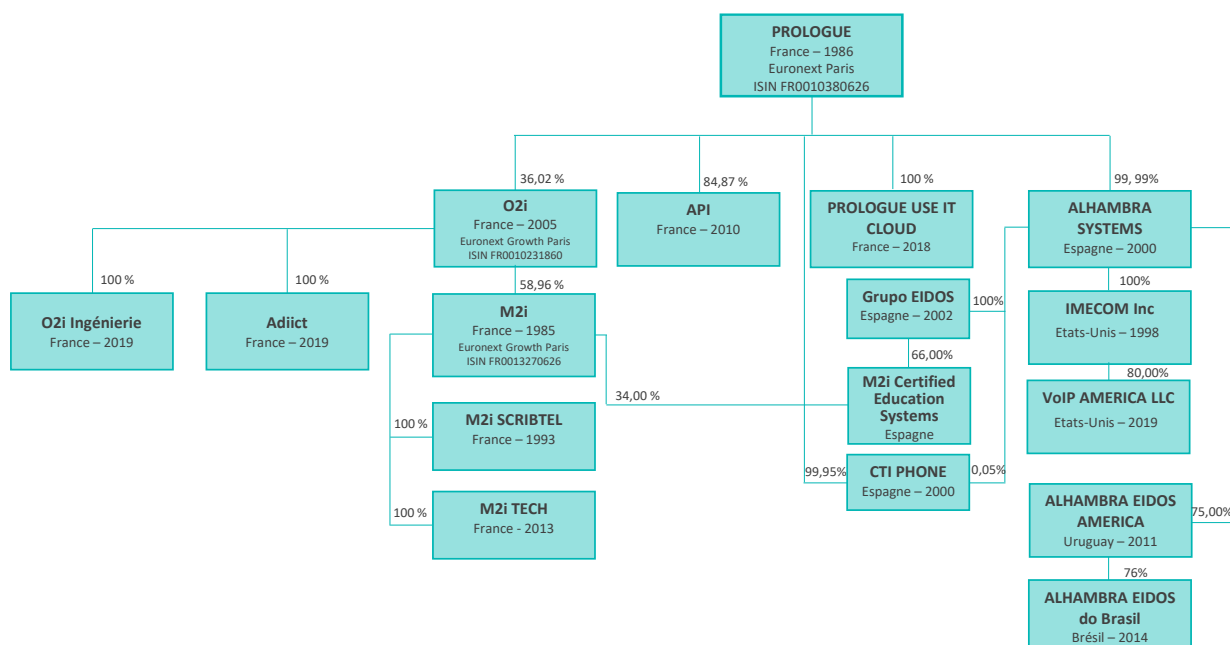 PROLOGUE
France – 1986
Euronext Paris
ISIN FR0010380626
36,02 %
84,87 %
100 %
99, 99%
O2i
France – 2005
Euronext Growth Paris
ISIN FR0010231860
API
France – 2010
PROLOGUE USE IT
CLOUD
France – 2018
ALHAMBRA
SYSTEMS
Espagne – 2000
100 %
100 %
58,96 %
100%
100%
O2i Ingénierie
France – 2019
Adiict
France – 2019
M2i
France – 1985
Euronext Growth Paris
ISIN FR0013270626
Grupo EIDOS
Espagne – 2002
IMECOM Inc
Etats-Unis – 1998
66,00%
80,00%
34,00 %
M2i Certified
Education
Systems
Espagne
VoIP AMERICA LLC
Etats-Unis – 2019
100 %
M2i SCRIBTEL
France – 1993
99,95%
CTI PHONE
Espagne – 2000
0,05%
100 %
M2i TECH
France - 2013
ALHAMBRA EIDOS
AMERICA
Uruguay – 2011
75,00%
76%
ALHAMBRA EIDOS
do Brasil
Brésil – 2014